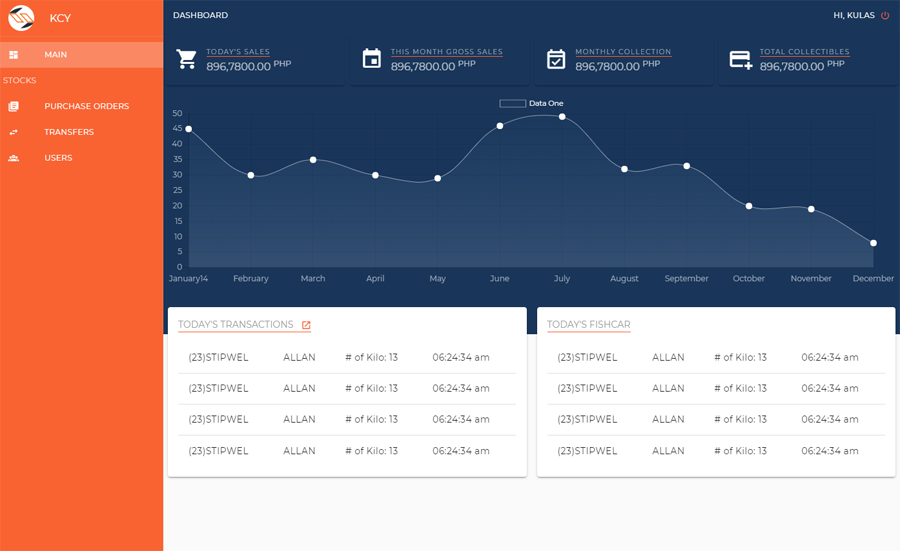 KCY
DASHBOARD
HI, KULAS
MAIN
STOCKS
PURCHASE ORDERS
TRANSFERS
USERS
TODAY'S SALES
896,7800.00 PHP
THIS MONTH GROSS SALES
896,7800.00 PHP
MONTHLY COLLECTION
896,7800.00 PHP
TOTAL COLLECTIBLES
896,7800.00 PHP
Data One
50
45
40
35
30
25
20
15
10
5
0
January14 February March April May June July August September October November December
TODAY'S TRANSACTIONS
(23)STIPWEL ALLAN # of Kilo: 13 06:24:34 am
(23)STIPWEL ALLAN # of Kilo: 13 06:24:34 am
(23)STIPWEL ALLAN # of Kilo: 13 06:24:34 am
(23)STIPWEL ALLAN # of Kilo: 13 06:24:34 am
TODAY'S FISHCAR
(23)STIPWEL ALLAN # of Kilo: 13 06:24:34 am
(23)STIPWEL ALLAN # of Kilo: 13 06:24:34 am
(23)STIPWEL ALLAN # of Kilo: 13 06:24:34 am
(23)STIPWEL ALLAN # of Kilo: 13 06:24:34 am